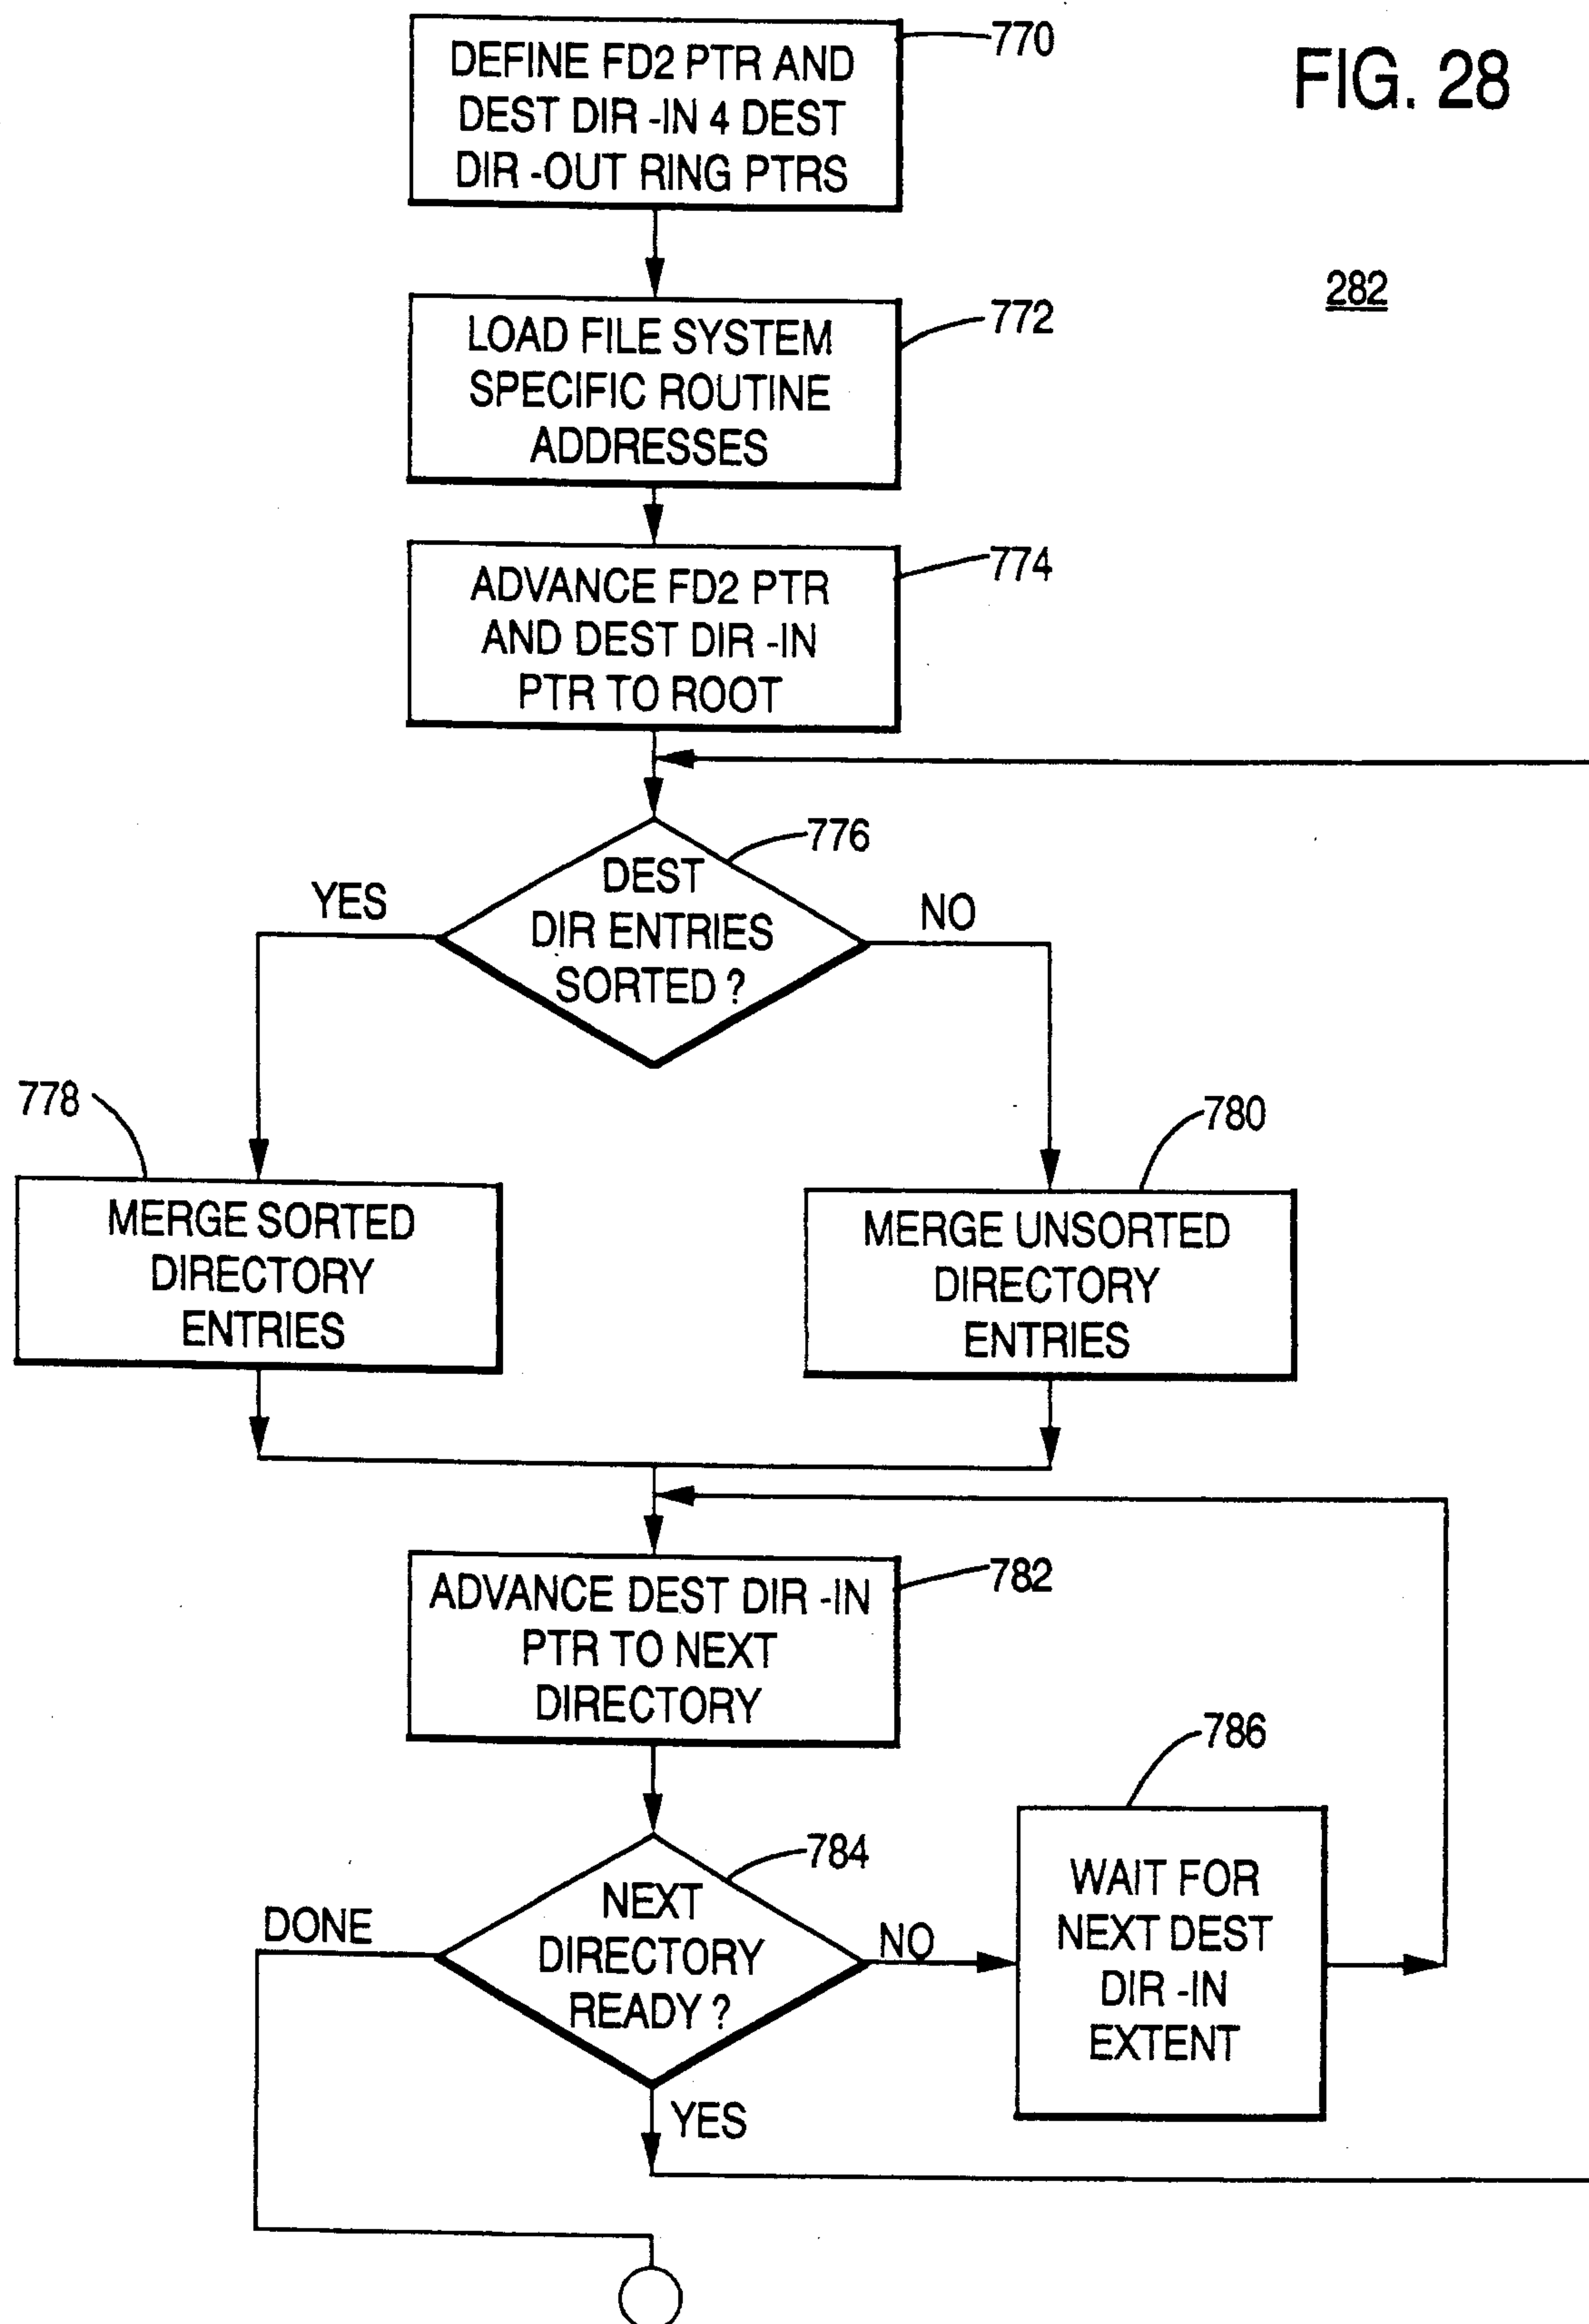 770
FIG. 28
DEFINE FD2 PTR AND
DEST DIR -IN 4 DEST
DIR -OUT RING PTRS
282
772
LOAD FILE SYSTEM
SPECIFIC ROUTINE
ADDRESSES
774
ADVANCE FD2 PTR
AND DEST DIR -IN
PTR TO ROOT
776
DEST
DIR ENTRIES
SORTED ?
YES
NO
778
780
MERGE SORTED
DIRECTORY
ENTRIES
MERGE UNSORTED
DIRECTORY
ENTRIES
782
ADVANCE DEST DIR -IN
PTR TO NEXT
DIRECTORY
786
784
NEXT
DIRECTORY
READY ?
DONE
NO
WAIT FOR
NEXT DEST
DIR -IN
EXTENT
YES